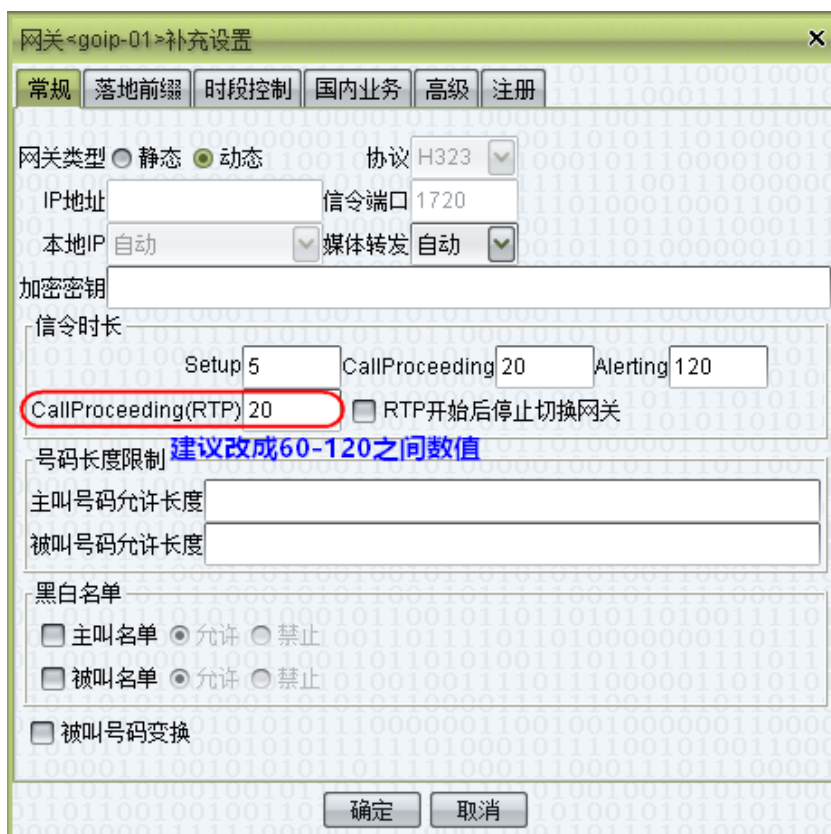 网关<goip-01>补充设置
常规 落地前缀 时段控制 国内业务 高级 注册
网关类型 静态 动态 协议 H323
IP地址 信令端口 1720
本地IP 自动 媒体转发 自动
加密密钥
信令时长
Setup 5 CallProceeding 20 Alerting 120
CallProceeding(RTP) 20 RTP开始后停止切换网关
建议改成60-120之间数值
号码长度限制
主叫号码允许长度
被叫号码允许长度
黑白名单
主叫名单 允许 禁止
被叫名单 允许 禁止
被叫号码变换
确定 取消